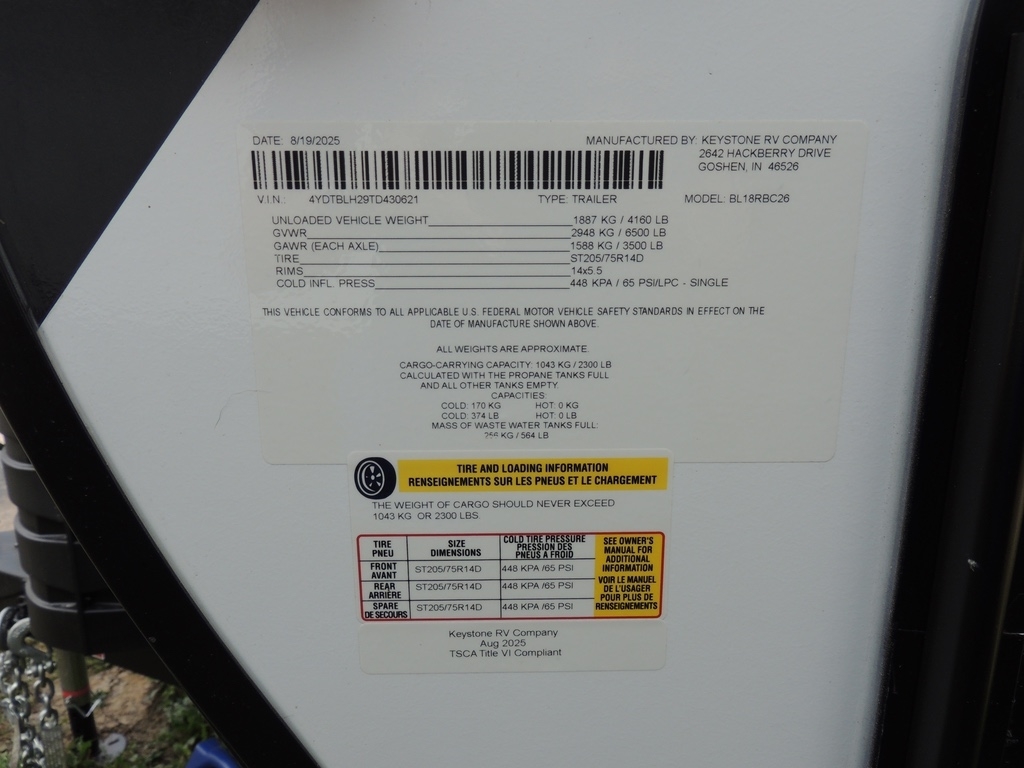 DATE: 8/19/2025 MANUFACTURED BY: KEYSTONE RV COMPANY
2642 HACKBERRY DRIVE
GOSHEN, IN 46526
V.I.N.: 4YDTBLH29TD430621 TYPE: TRAILER MODEL: BL18RBC26
UNLOADED VEHICLE WEIGHT 1887 KG / 4160 LB
GVWR 2948 KG / 6500 LB
GAWR (EACH AXLE) 1588 KG / 3500 LB
TIRE ST205/75R14D
RIMS 14x5.5
COLD INFL. PRESS 448 KPA / 65 PSI/LPC - SINGLE
THIS VEHICLE CONFORMS TO ALL APPLICABLE U.S. FEDERAL MOTOR VEHICLE SAFETY STANDARDS IN EFFECT ON THE
DATE OF MANUFACTURE SHOWN ABOVE.
ALL WEIGHTS ARE APPROXIMATE.
CARGO-CARRYING CAPACITY: 1043 KG / 2300 LB
CALCULATED WITH THE PROPANE TANKS FULL
AND ALL OTHER TANKS EMPTY.
CAPACITIES:
COLD: 170 KG HOT: 0 KG
COLD: 374 LB HOT: 0 LB
MASS OF WASTE WATER TANKS FULL:
256 KG / 564 LB
TIRE AND LOADING INFORMATION
RENSEIGNEMENTS SUR LES PNEUS ET LE CHARGEMENT
THE WEIGHT OF CARGO SHOULD NEVER EXCEED
1043 KG OR 2300 LBS.
TIRE
PNEU
SIZE
DIMENSIONS
COLD TIRE PRESSURE
PRESSION DES
PNEUS A FROID
SEE OWNER'S
MANUAL FOR
ADDITIONAL
INFORMATION
VOIR LE MANUEL
DE L'USAGER
POUR PLUS DE
RENSEIGNEMENTS
FRONT
AVANT
ST205/75R14D
448 KPA /65 PSI
REAR
ARRIÈRE
ST205/75R14D
448 KPA /65 PSI
SPARE
DE SECOURS
ST205/75R14D
448 KPA /65 PSI
Keystone RV Company
Aug 2025
TSCA Title VI Compliant